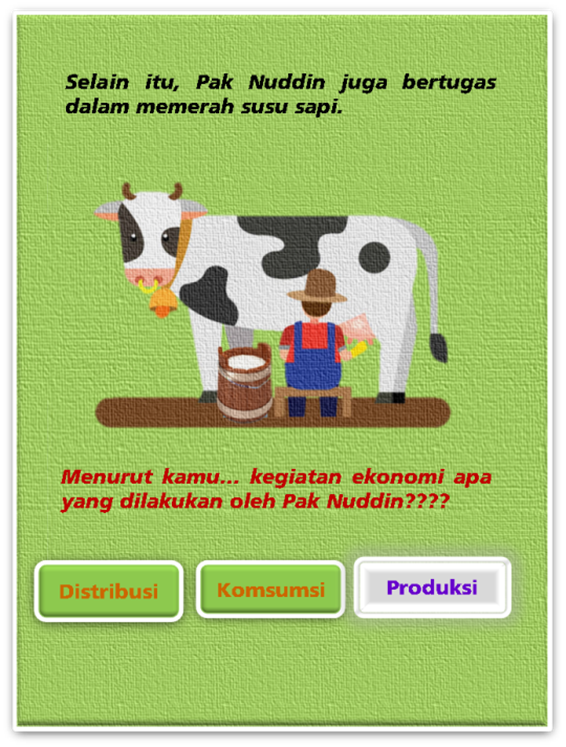 Selain itu, Pak Nuddin juga bertugas
dalam memerah susu sapi.
Menurut kamu... kegiatan ekonomi apa
yang dilakukan oleh Pak Nuddin????
Distribusi
Komsumsi
Produksi